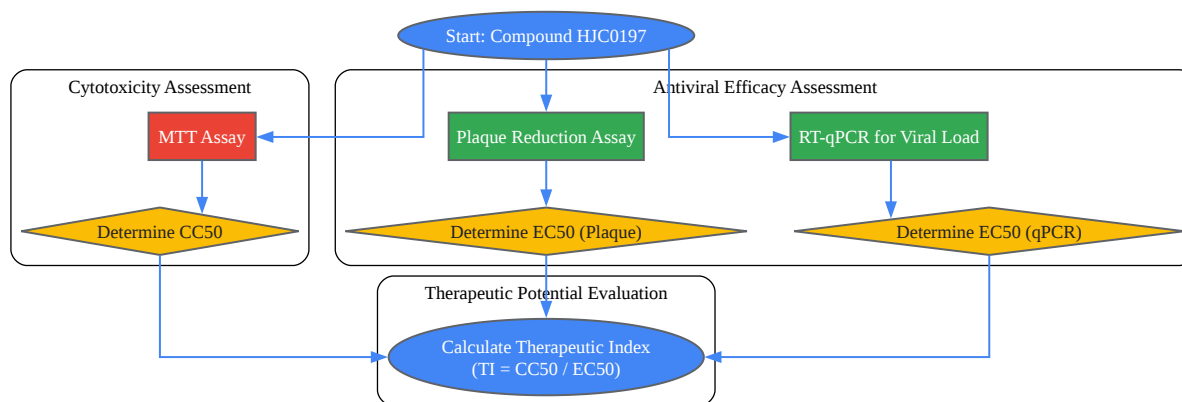 Start: Compound HJC0197
Cytotoxicity Assessment
Antiviral Efficacy Assessment
MTT Assay
Plaque Reduction Assay
RT-qPCR for Viral Load
Determine CC50
Determine EC50 (Plaque)
Determine EC50 (qPCR)
Therapeutic Potential Evaluation
Calculate Therapeutic Index
(TI = CC50 / EC50)